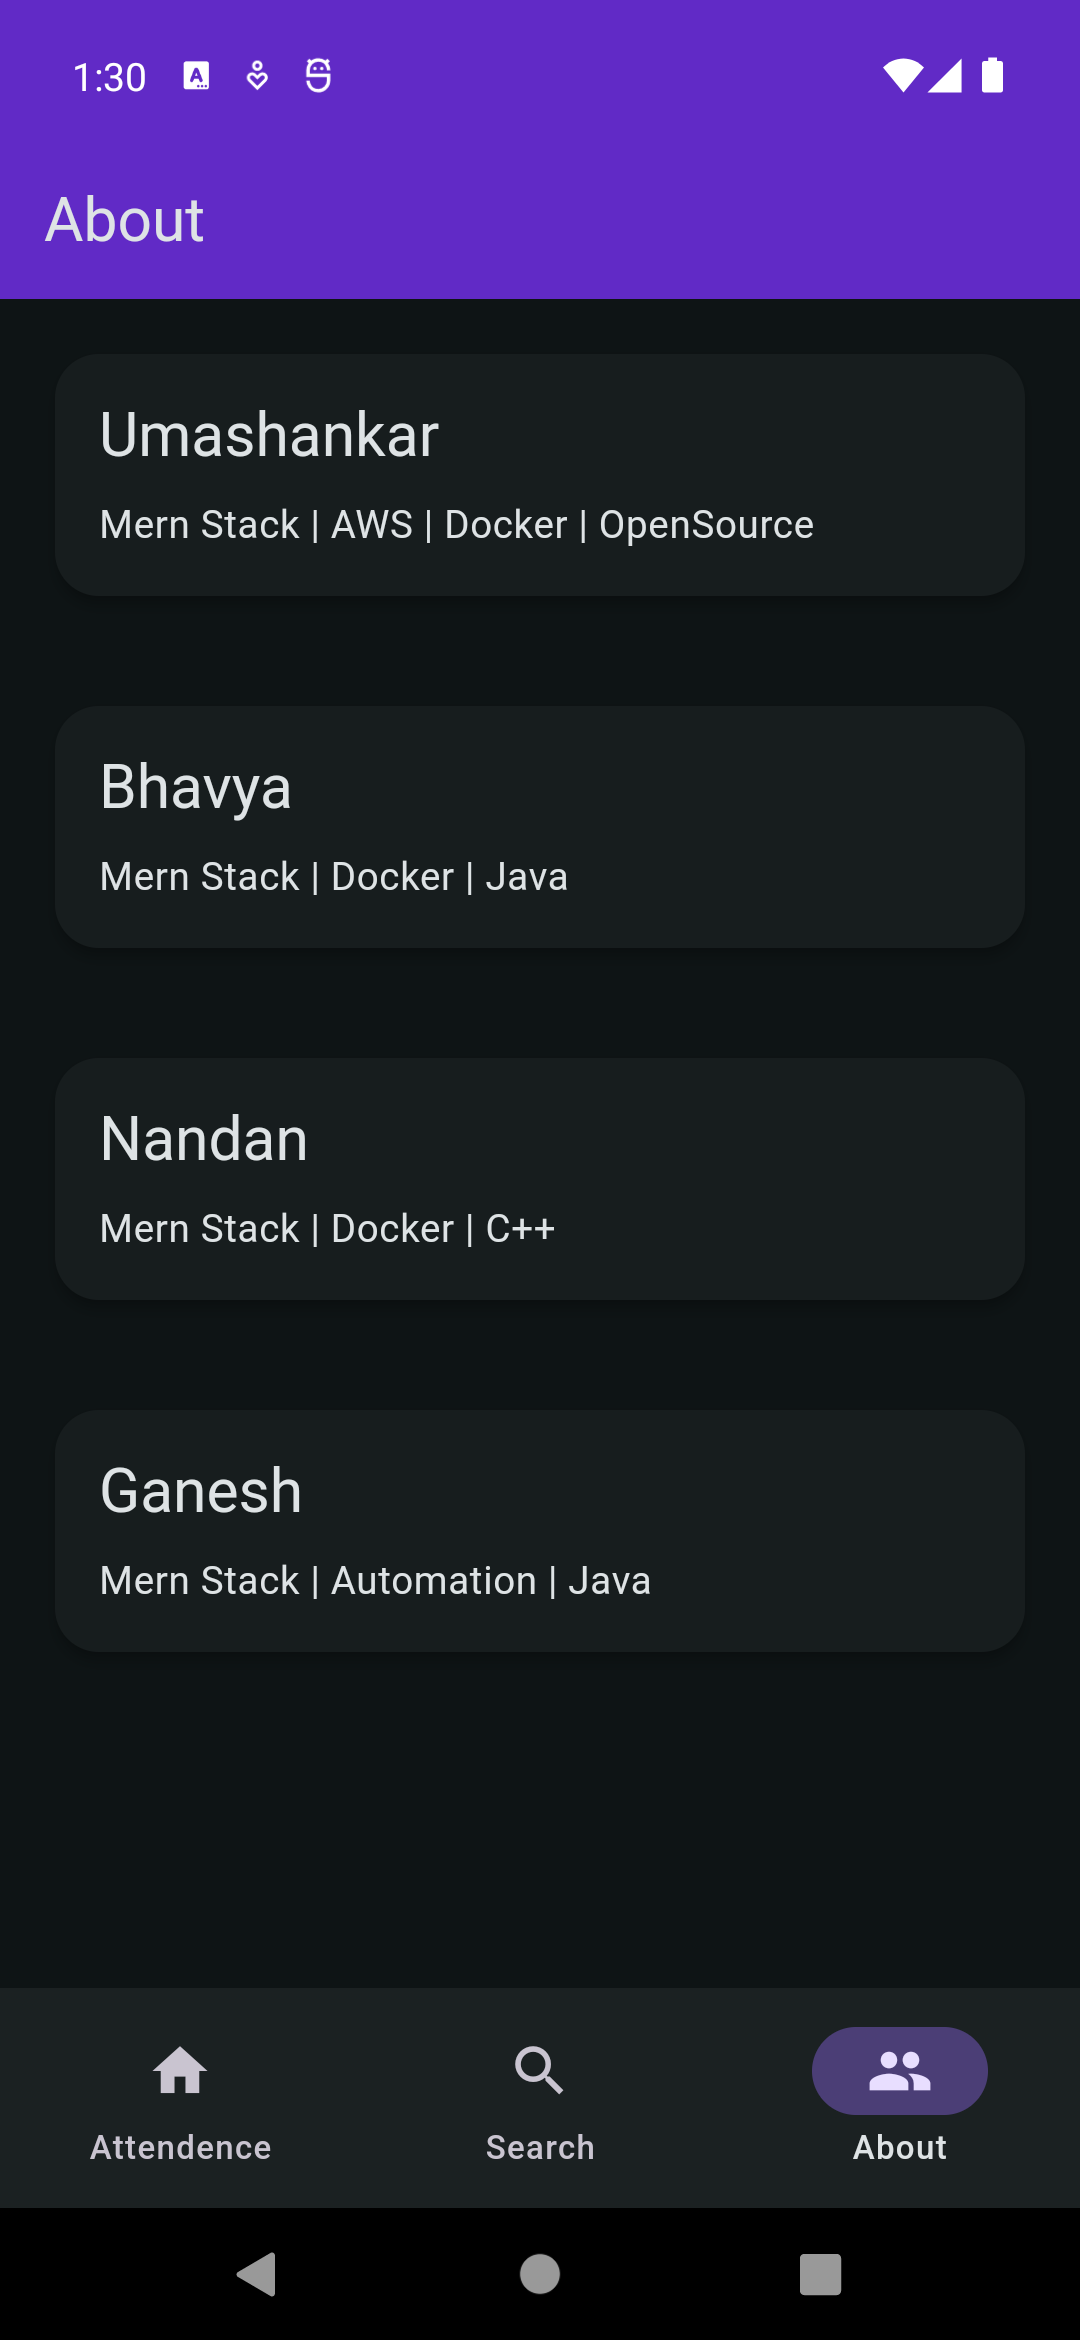 1:30
About
Umashankar
Mern Stack | AWS | Docker | OpenSource
Bhavya
Mern Stack | Docker | Java
Nandan
Mern Stack | Docker | C++
Ganesh
Mern Stack | Automation | Java
Attendence Search About